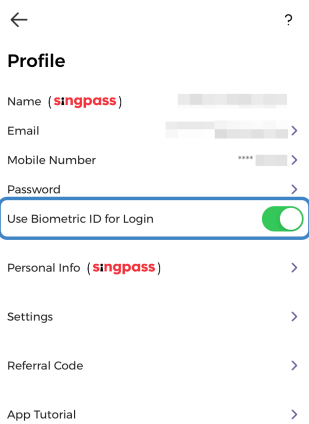 ?
Profile
Name (singpass)
Email
Mobile Number ****
Password
Use Biometric ID for Login
Personal Info (singpass)
Settings
Referral Code
App Tutorial